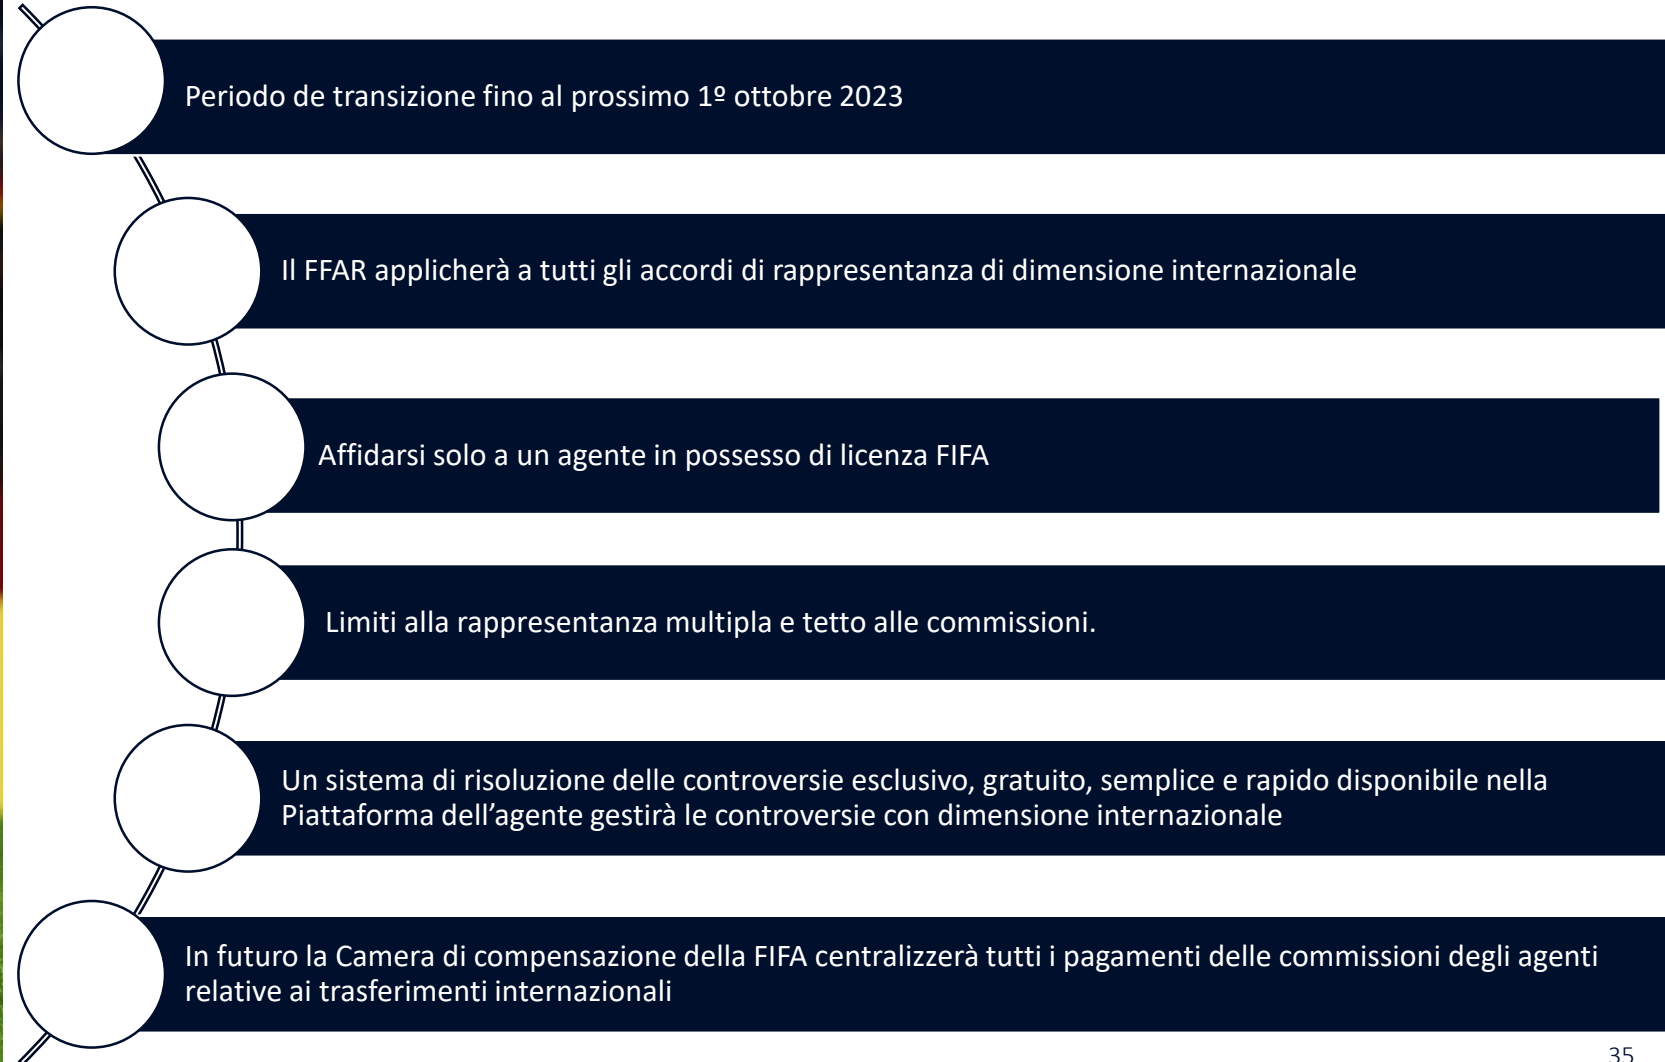 Periodo de transizione fino al prossimo 1º ottobre 2023
Il FFAR applicherà a tutti gli accordi di rappresentanza di dimensione internazionale
Affidarsi solo a un agente in possesso di licenza FIFA
Limiti alla rappresentanza multipla e tetto alle commissioni.
Un sistema di risoluzione delle controversie esclusivo, gratuito, semplice e rapido disponibile nella
Piattaforma dell’agente gestirà le controversie con dimensione internazionale
In futuro la Camera di compensazione della FIFA centralizzerà tutti i pagamenti delle commissioni degli agenti
relative ai trasferimenti internazionali
35